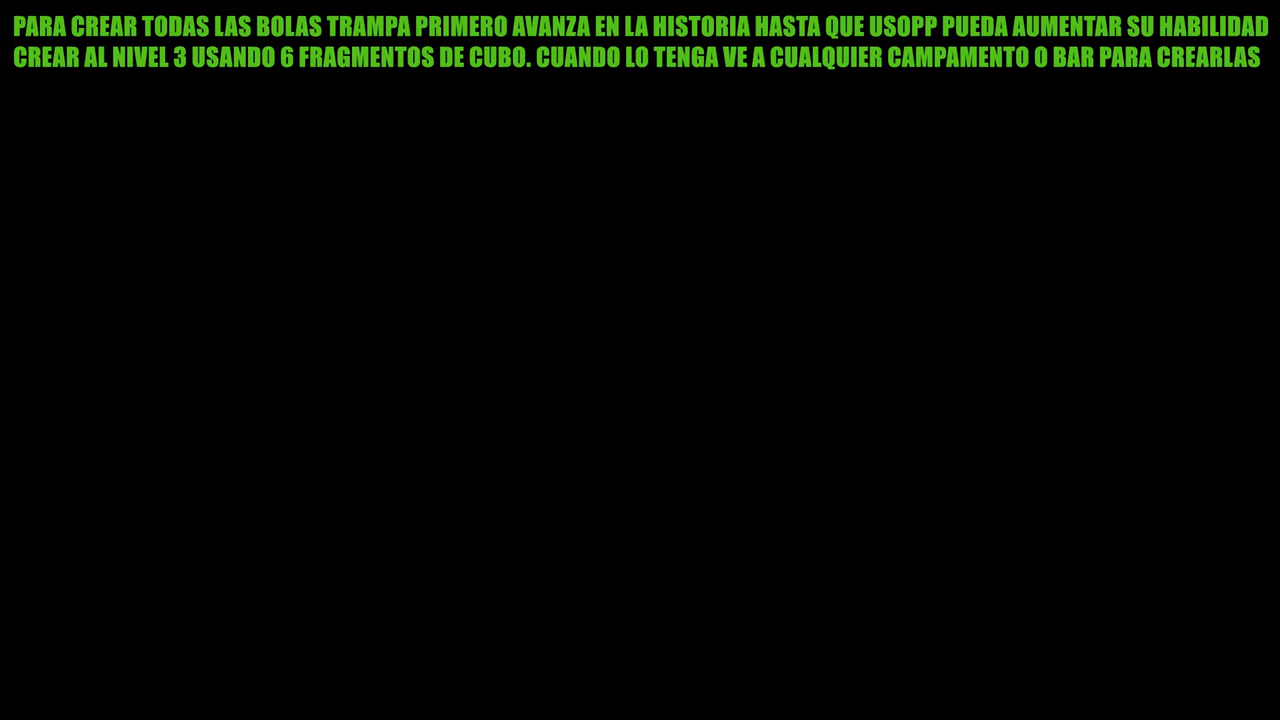 PARA CREAR TODAS LAS BOLAS TRAMPA PRIMERO AVANZA EN LA HISTORIA HASTA QUE USOPP PUEDA AUMENTAR SU HABILIDAD
CREAR AL NIVEL 3 USANDO 6 FRAGMENTOS DE CUBO. CUANDO LO TENGA VE A CUALQUIER CAMPAMENTO O BAR PARA CREARLAS